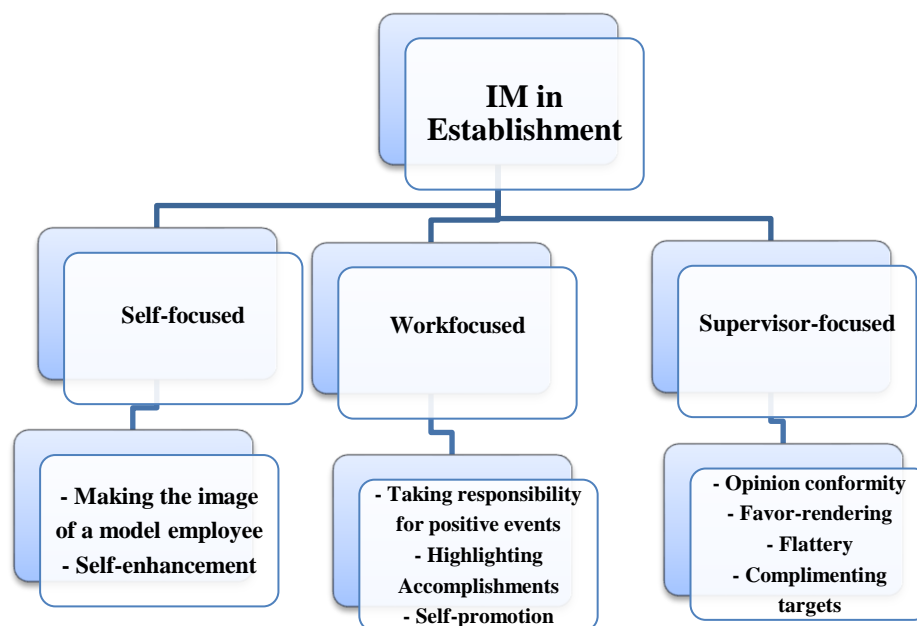 IM in
Establishment
Self-focused
Workfocused
Supervisor-focused
- Making the image
of a model employee
- Self-enhancement
- Taking responsibility
for positive events
- Highlighting
Accomplishments
- Self-promotion
- Opinion conformity
- Favor-rendering
- Flattery
- Complimenting
targets